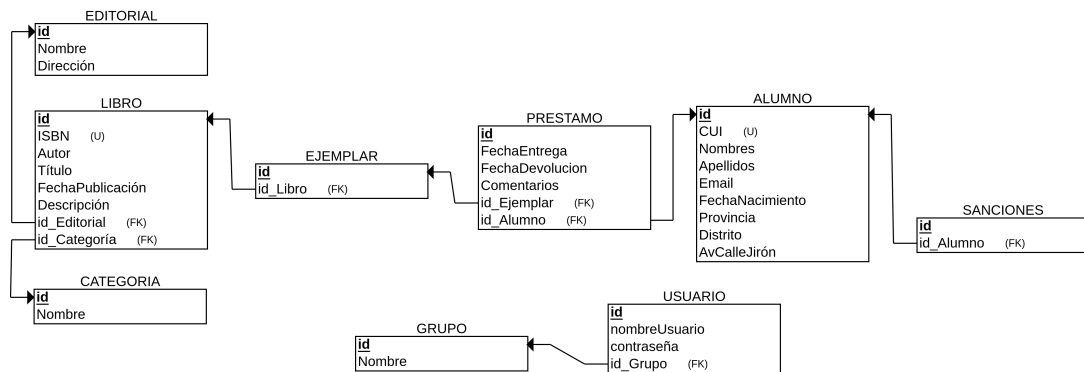 EDITORIAL
id
Nombre
Dirección
LIBRO
id
ISBN (U)
Autor
Título
FechaPublicación
Descripción
id_Editorial (FK)
id_Categoría (FK)
CATEGORIA
id
Nombre
EJEMPLAR
id
id_Libro (FK)
PRESTAMO
id
FechaEntrega
FechaDevolucion
Comentarios
id_Ejemplar (FK)
id_Alumno (FK)
ALUMNO
id
CUI (U)
Nombres
Apellidos
Email
FechaNacimiento
Provincia
Distrito
AvCalleJirón
SANCIONES
id
id_Alumno (FK)
GRUPO
id
Nombre
USUARIO
id
nombreUsuario
contraseña
id_Grupo (FK)